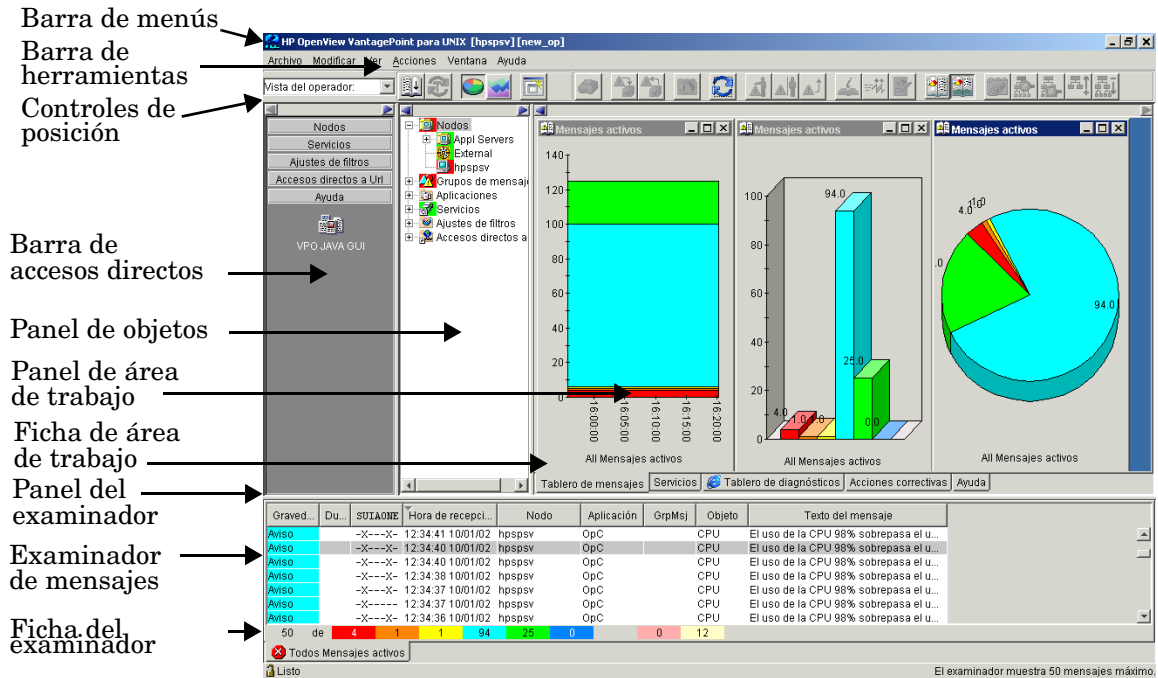 Barra de menús
Barra de
herramientas
Controles de
posición
Barra de
accesos directos
Panel de objetos
Panel de área
de trabajo
Ficha de área
de trabajo
Panel del
examinador
Examinador
de mensajes
Ficha del
examinador
HP OpenView VantagePoint para UNIX [hpspsv] [new_op]
Archivo Modificar Ver Acciones Ventana Ayuda
Vista del operador:
Nodos
Servicios
Ajustes de filtros
Accesos directos a Url
Ayuda
VPO JAVA GUI
Nodos
Appl Servers
External
hpspsv
Grupos de mensaj
Aplicaciones
Servicios
Ajustes de filtros
Accesos directos a
Mensajes activos
140
120
100
80
60
40
20
0
16:00:00 16:05:00 16:10:00 16:15:00 16:20:00
All Mensajes activos
Mensajes activos
100
80
60
40
20
0
4.0 1.0 94.0 25.0 0.0
All Mensajes activos
Mensajes activos
4.0
.0
94.0
All Mensajes activos
Tablero de mensajes Servicios Tablero de diagnósticos Acciones correctivas Ayuda
Graved... Du... SUIAONE Hora de recepci... Nodo Aplicación GrpMsj Objeto Texto del mensaje
Aviso -X---X- 12:34:41 10/01/02 hpspsv OpC CPU El uso de la CPU 98% sobrepasa el u...
Aviso -X---X- 12:34:40 10/01/02 hpspsv OpC CPU El uso de la CPU 98% sobrepasa el u...
Aviso -X---X- 12:34:40 10/01/02 hpspsv OpC CPU El uso de la CPU 98% sobrepasa el u...
Aviso -X---X- 12:34:38 10/01/02 hpspsv OpC CPU El uso de la CPU 98% sobrepasa el u...
Aviso -X---X- 12:34:37 10/01/02 hpspsv OpC CPU El uso de la CPU 98% sobrepasa el u...
Aviso -X----- 12:34:37 10/01/02 hpspsv OpC CPU El uso de la CPU 98% sobrepasa el u...
Aviso -X---X- 12:34:36 10/01/02 hpspsv OpC CPU El uso de la CPU 98% sobrepasa el u...
50 de 4 1 1 94 25 0 0 12
Todos Mensajes activos
Listo
El examinador muestra 50 mensajes máximo.